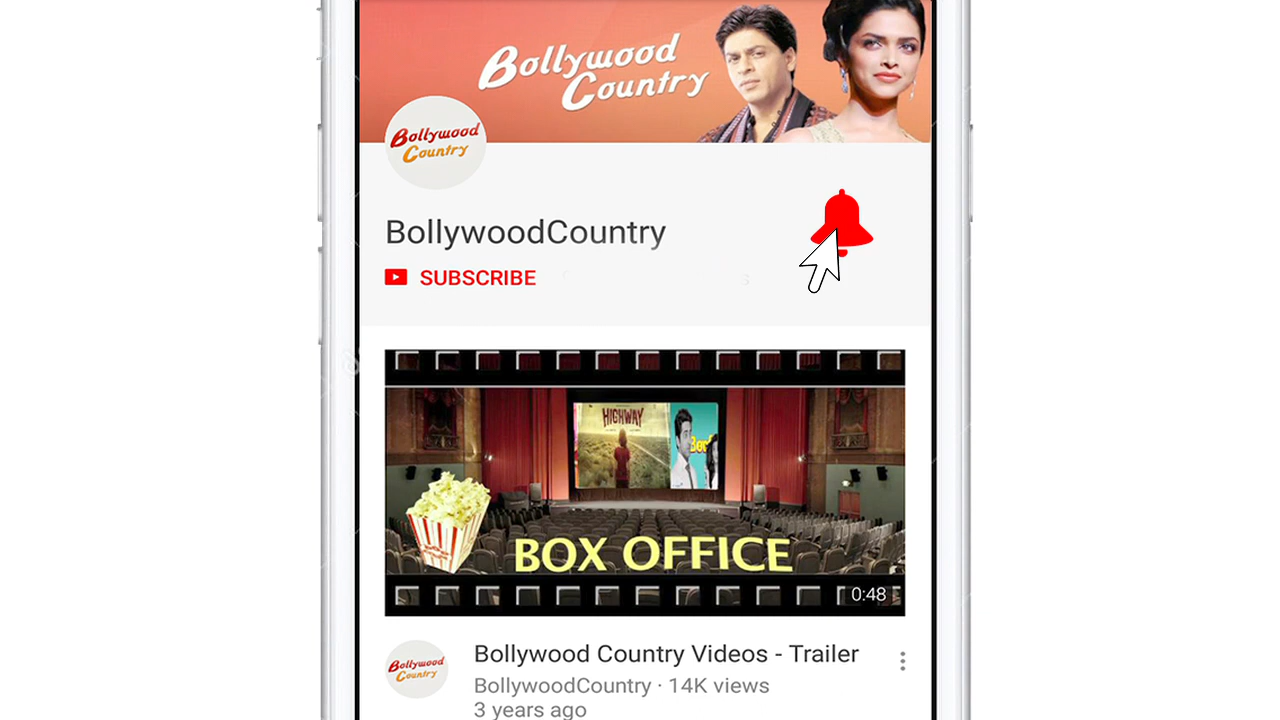 Bollywood
Country
Bollywood
Country
BollywoodCountry
SUBSCRIBE
HIGHWAY
BOX OFFICE
0:48
Bollywood Country Videos - Trailer
Bollywood
Country
BollywoodCountry · 14K views
3 years ago